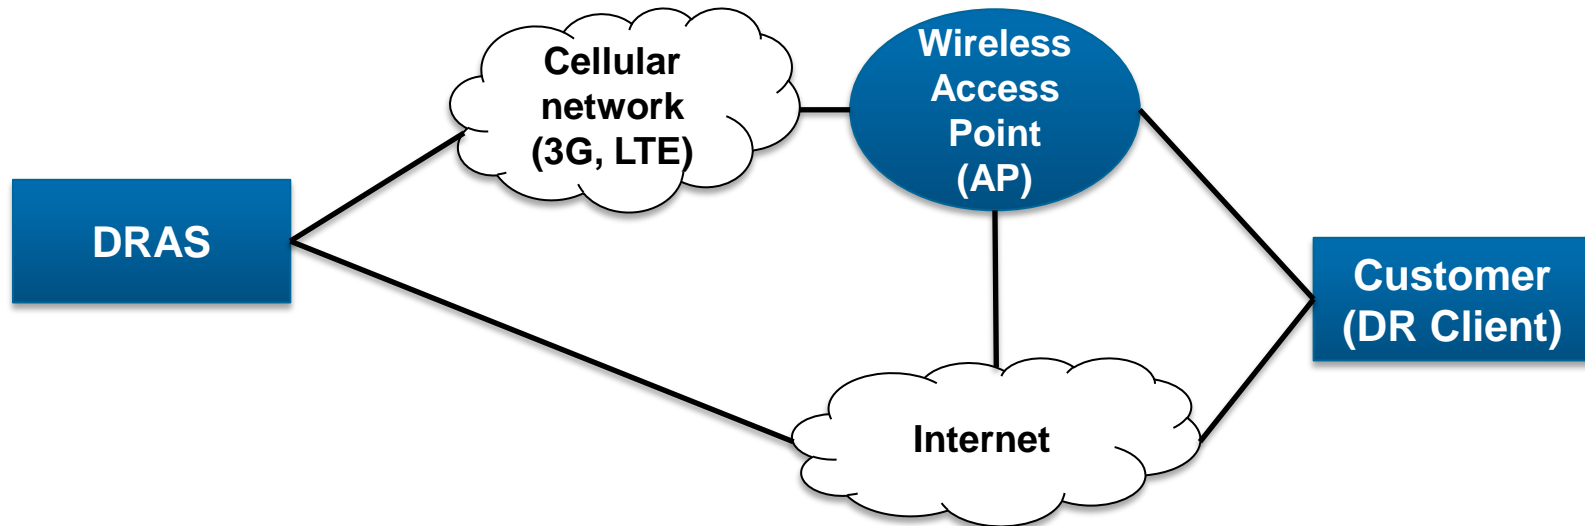 Cellular
network
(3G, LTE)
Wireless
Access
Point
(AP)
DRAS
Customer
(DR Client)
Internet